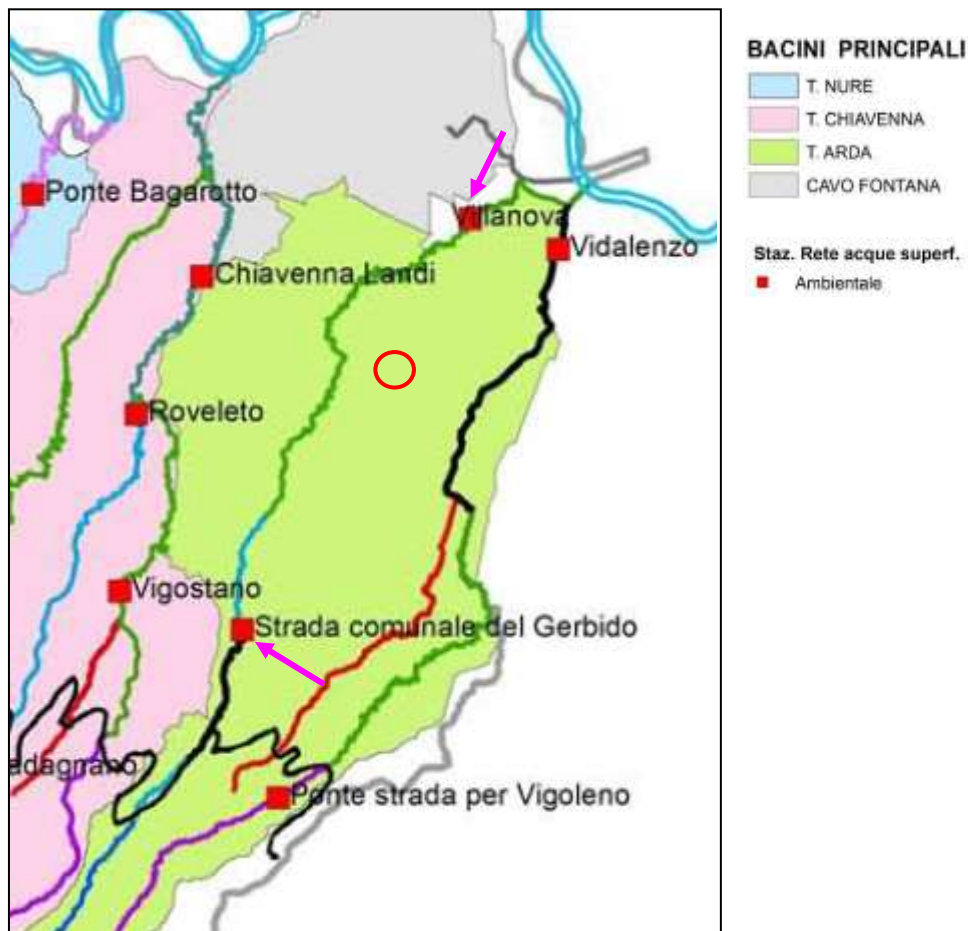 Ponte Bagarotto
Villanova
Vidalenzo
Chiavenna Landi
Roveleto
Vigostano
Strada comunale del Gerbido
adagnano
Ponte strada per Vigoleno
BACINI PRINCIPALI
T. NURE
T. CHIAVENNA
T. ARDA
CAVO FONTANA
Staz. Rete acque superf.
Ambientale